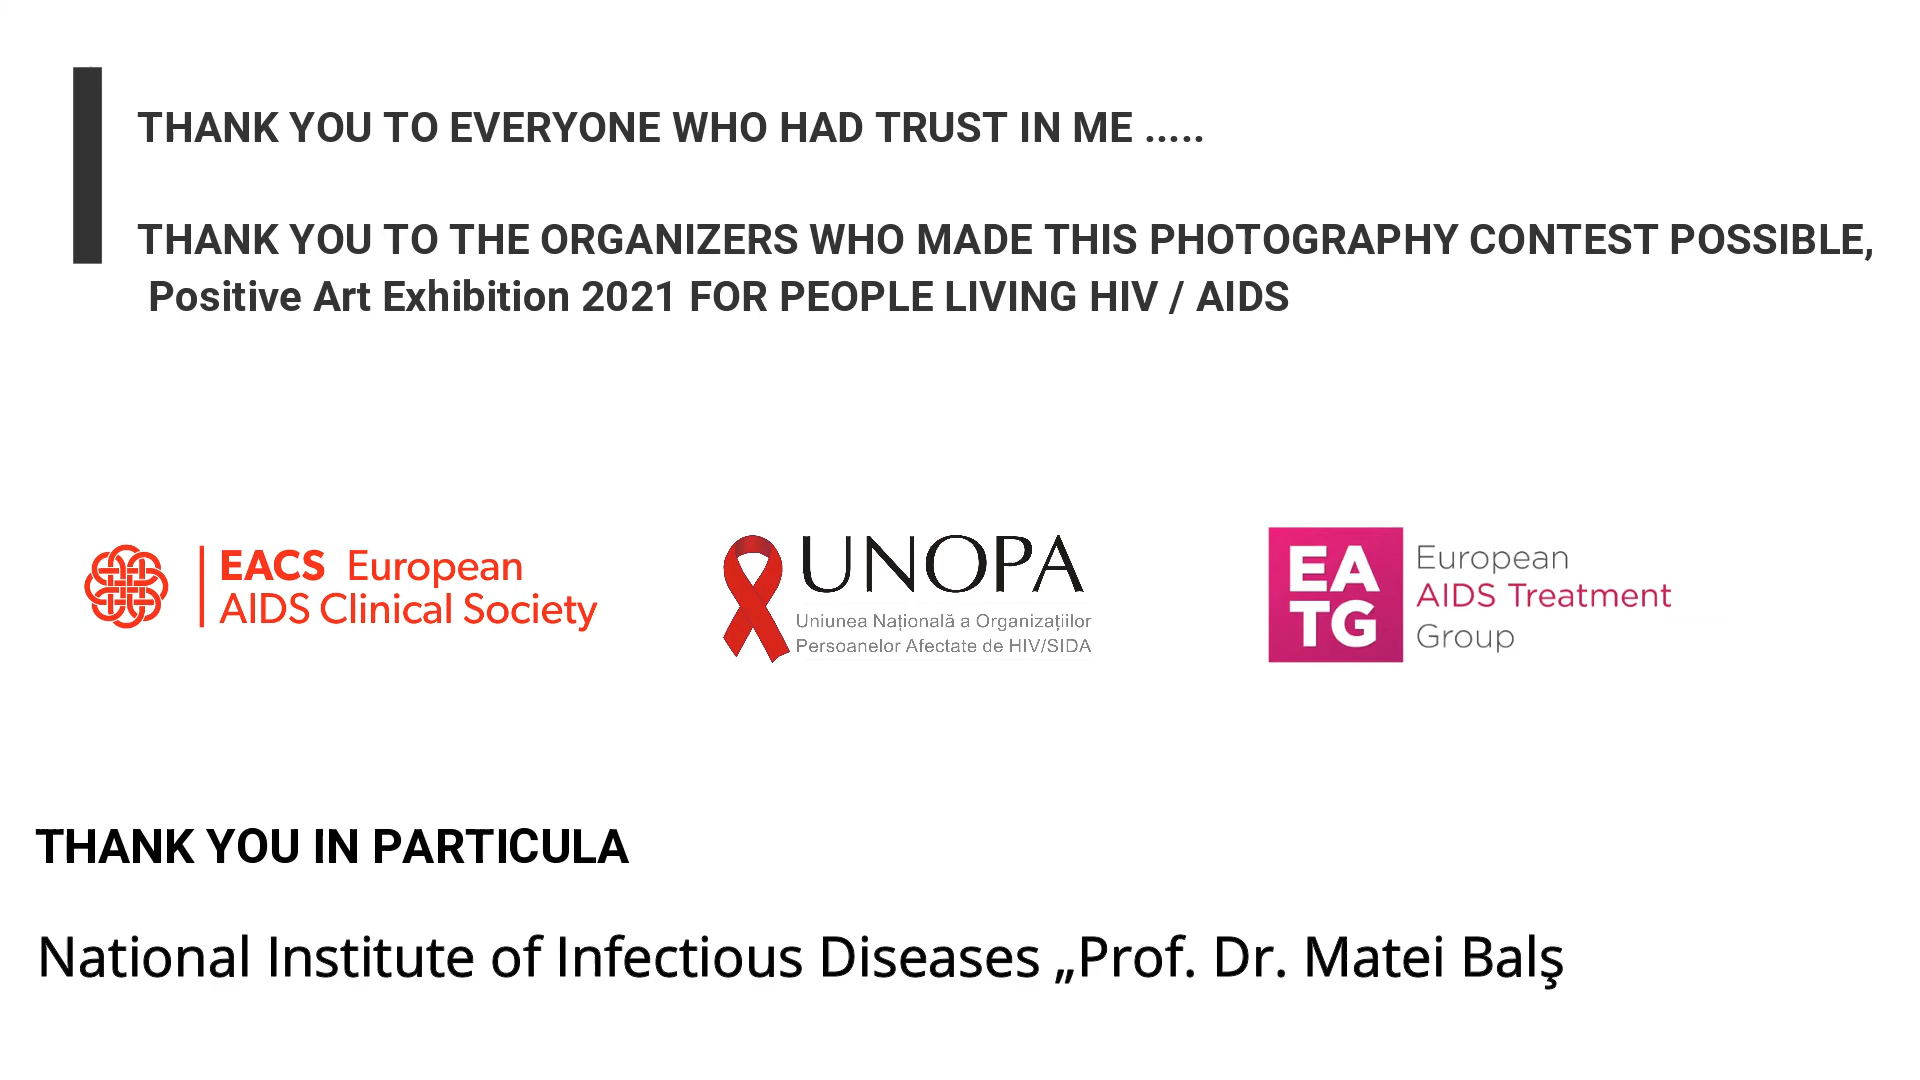 THANK YOU TO EVERYONE WHO HAD TRUST IN ME .....
THANK YOU TO THE ORGANIZERS WHO MADE THIS PHOTOGRAPHY CONTEST POSSIBLE,
Positive Art Exhibition 2021 FOR PEOPLE LIVING HIV / AIDS
EACS European
AIDS Clinical Society
UNOPA
Uniunea Națională a Organizațiilor
Persoanelor Afectate de HIV/SIDA
EA
TG
European
AIDS Treatment
Group
THANK YOU IN PARTICULA
National Institute of Infectious Diseases „Prof. Dr. Matei Balş